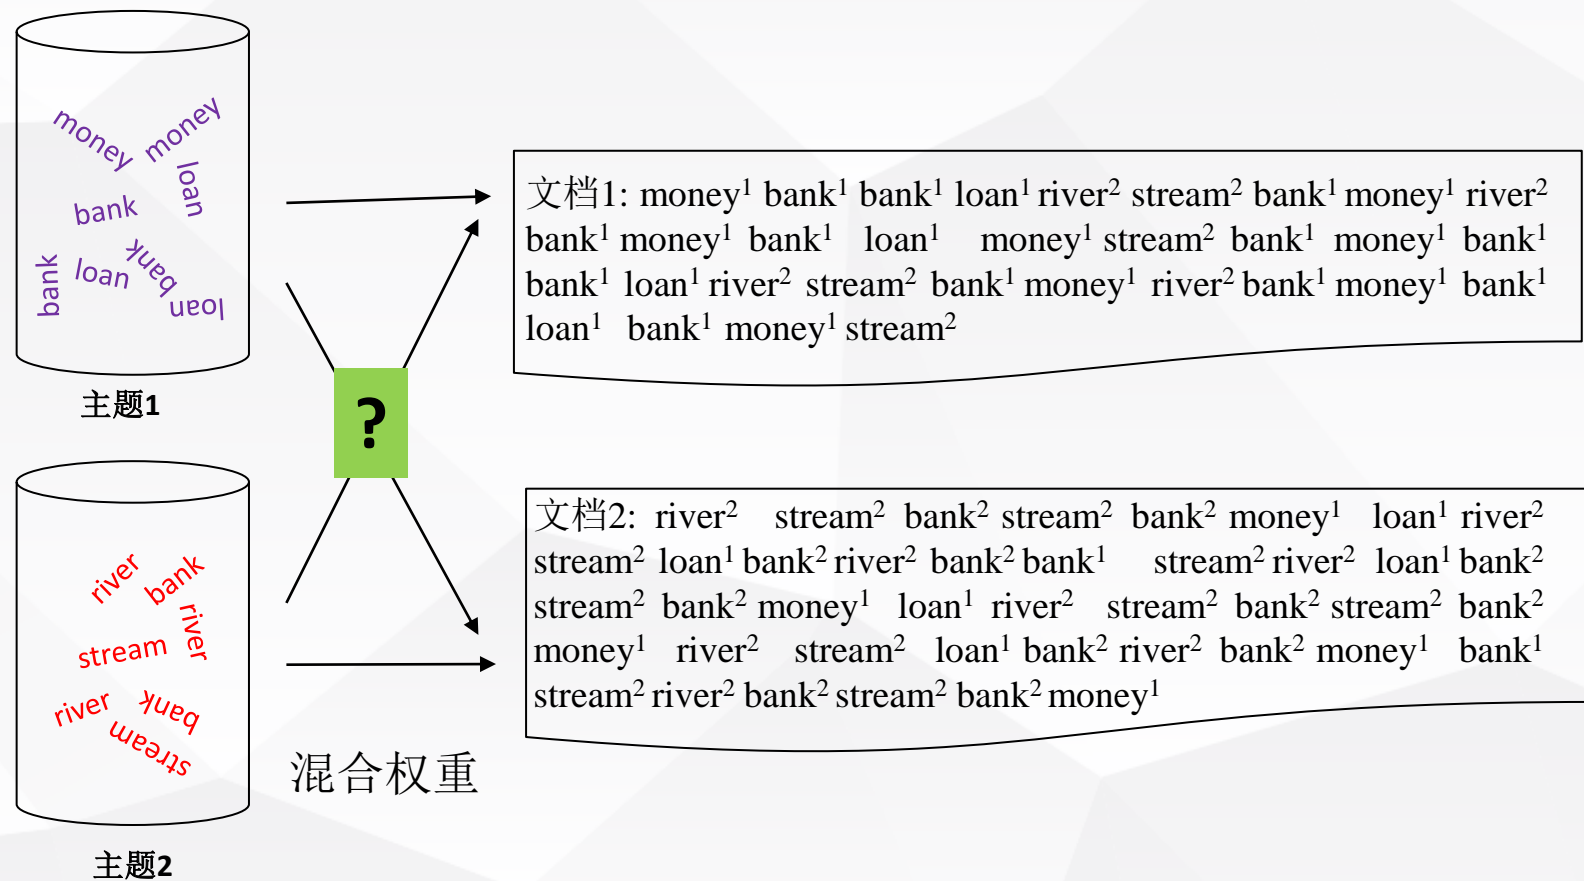 money
money
loan
bank
bank
loan
bank
loan
主题1
文档1: money¹ bank¹ bank¹ loan¹ river² stream² bank¹ money¹ river²
bank¹ money¹ bank¹ loan¹ money¹ stream² bank¹ money¹ bank¹
bank¹ loan¹ river² stream² bank¹ money¹ river² bank¹ money¹ bank¹
loan¹ bank¹ money¹ stream²
?
river
bank
river
stream
river
bank
stream
主题2
混合权重
文档2: river² stream² bank² stream² bank² money¹ loan¹ river²
stream² loan¹ bank² river² bank² bank¹ stream² river² loan¹ bank²
stream² bank² money¹ loan¹ river² stream² bank² stream² bank²
money¹ river² stream² loan¹ bank² river² bank² money¹ bank¹
stream² river² bank² stream² bank² money¹